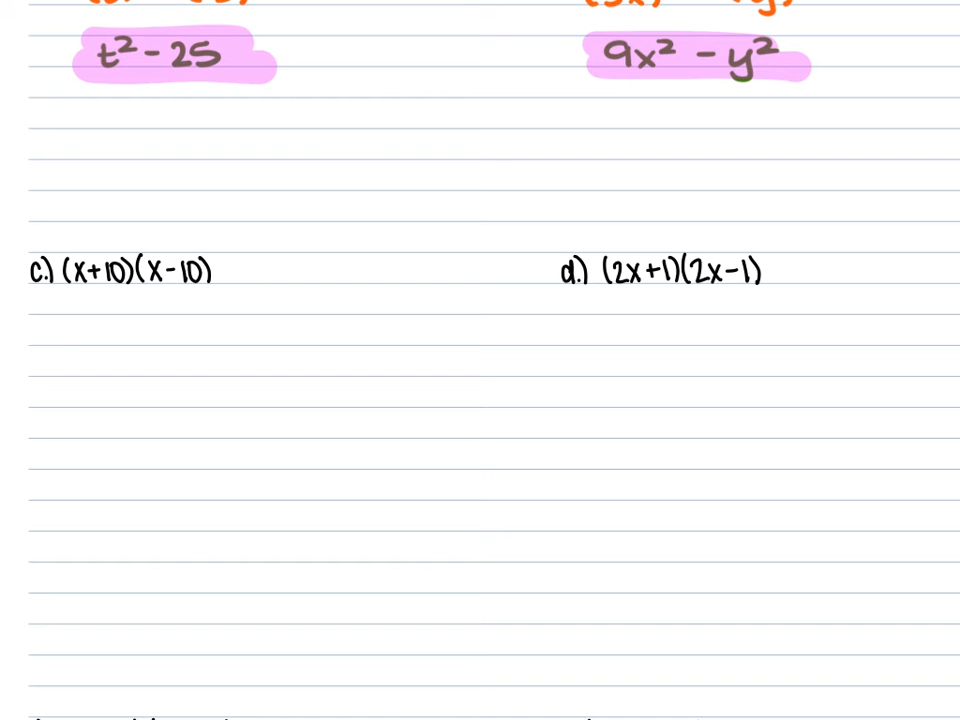 t² - 25
9x² - y²
c.) (x+10)(x-10)
d.) (2x+1)(2x-1)